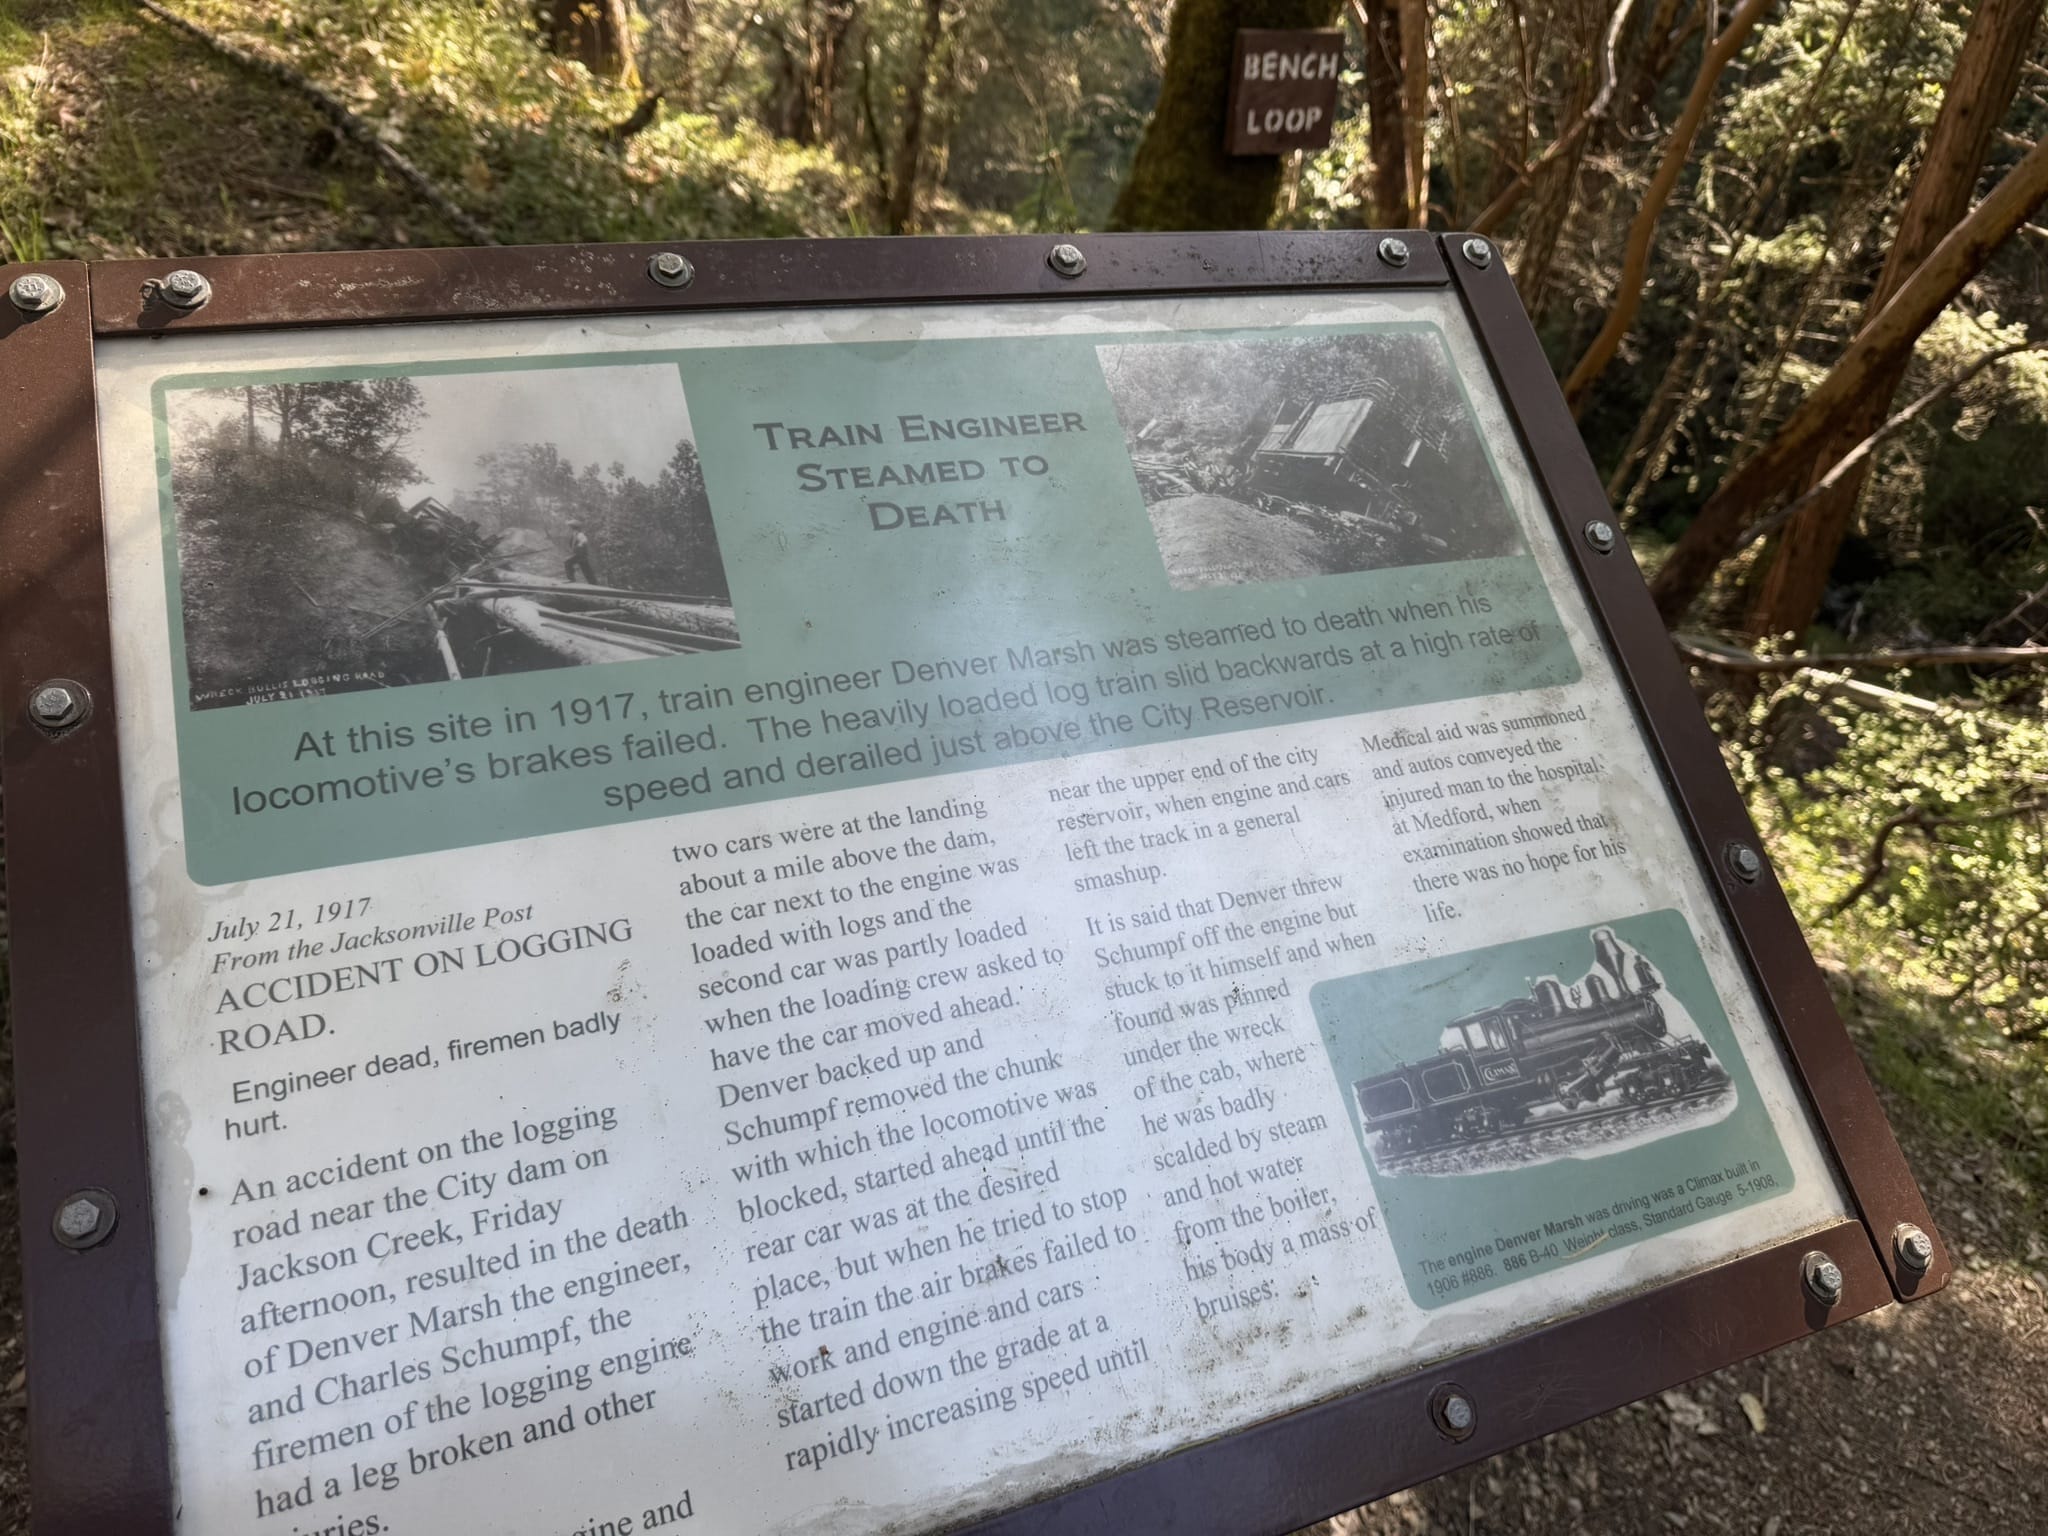 BENCH
LOOP
TRAIN ENGINEER
STEAMED TO
DEATH
WRECK BULLIS LOGGING ROAD
JULY 21 1917
At this site in 1917, train engineer Denver Marsh was steamed to death when his
locomotive's brakes failed. The heavily loaded log train slid backwards at a high rate of
speed and derailed just above the City Reservoir.
July 21, 1917
From the Jacksonville Post
ACCIDENT ON LOGGING
ROAD.
Engineer dead, firemen badly
hurt.
An accident on the logging
road near the City dam on
Jackson Creek, Friday
afternoon, resulted in the death
of Denver Marsh the engineer,
and Charles Schumpf, the
firemen of the logging engine
had a leg broken and other
two cars were at the landing
about a mile above the dam,
the car next to the engine was
loaded with logs and the
second car was partly loaded
when the loading crew asked to
have the car moved ahead.
Denver backed up and
Schumpf removed the chunk
with which the locomotive was
blocked, started ahead until the
rear car was at the desired
place, but when he tried to stop
the train the air brakes failed to
work and engine and cars
started down the grade at a
rapidly increasing speed until
near the upper end of the city
reservoir, when engine and cars
left the track in a general
smashup.
It is said that Denver threw
Schumpf off the engine but
stuck to it himself and when
found was pinned
under the wreck
of the cab, where
he was badly
scalded by steam
and hot water
from the boiler,
his body a mass of
bruises.
Medical aid was summoned
and autos conveyed the
injured man to the hospital,
at Medford, when
examination showed that
there was no hope for his
life.
CLIMAX
The engine Denver Marsh was driving was a Climax built in
1906 #886. 886 B-40 Weight class, Standard Gauge 5-1908,